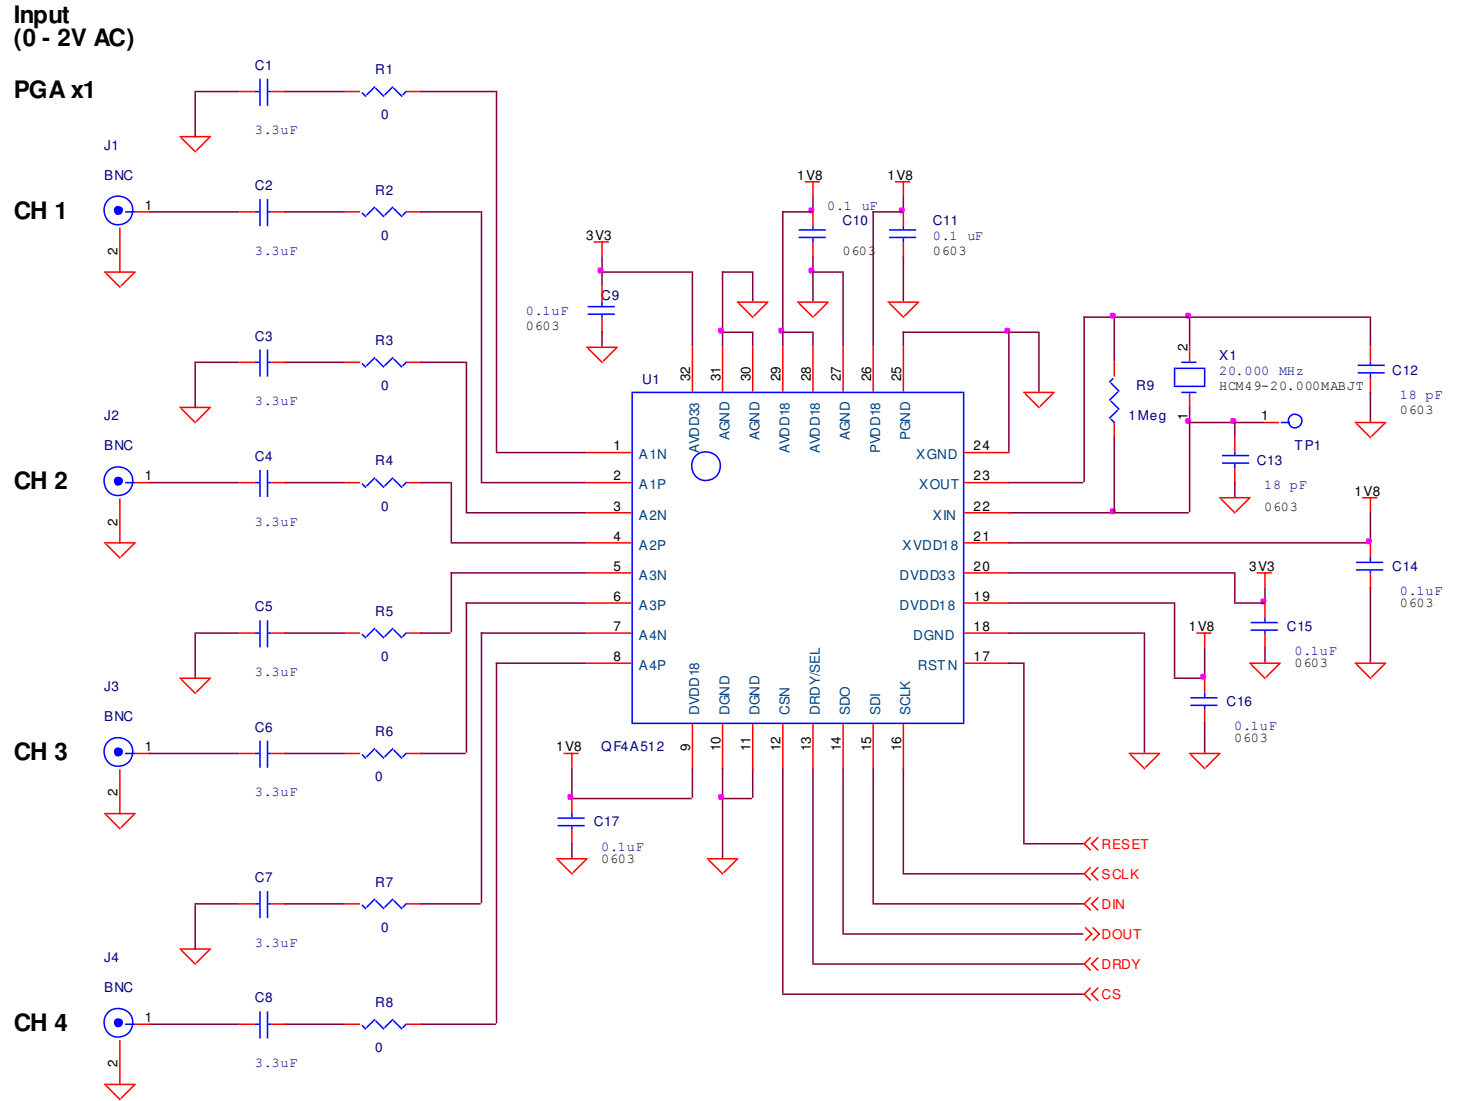 Input
(0 - 2V AC)
PGA x1
C1
R1
3.3uF
0
J1
BNC
CH 1
1
2
C2
R2
3.3uF
0
C3
R3
3.3uF
0
J2
BNC
CH 2
1
2
C4
R4
3.3uF
0
C5
R5
3.3uF
0
J3
BNC
CH 3
1
2
C6
R6
3.3uF
0
C7
R7
3.3uF
0
J4
BNC
CH 4
1
2
C8
R8
3.3uF
0
3V3
C9
0.1uF
0603
1V8
0.1 uF
C10
0603
1V8
C11
0.1 uF
0603
U1
32
31
30
29
28
27
26
25
AVDD33
AGND
AGND
AVDD18
AVDD18
AGND
PVDD18
PGND
1
A1N
2
A1P
3
A2N
4
A2P
5
A3N
6
A3P
7
A4N
8
A4P
XGND
24
XOUT
23
XIN
22
XVDD18
21
DVDD33
20
DVDD18
19
DGND
18
RSTN
17
DVDD18
DGND
DGND
CSN
DRDY/SEL
SDO
SDI
SCLK
QF4A512
9
10
11
12
13
14
15
16
1V8
C17
0.1uF
0603
R9
1Meg
2
1
X1
20.000 MHz
HCM49-20.000MABJT
C12
18 pF
0603
1
TP1
C13
18 pF
0603
1V8
C14
0.1uF
0603
3V3
C15
0.1uF
0603
1V8
C16
0.1uF
0603
RESET
SCLK
DIN
DOUT
DRDY
CS